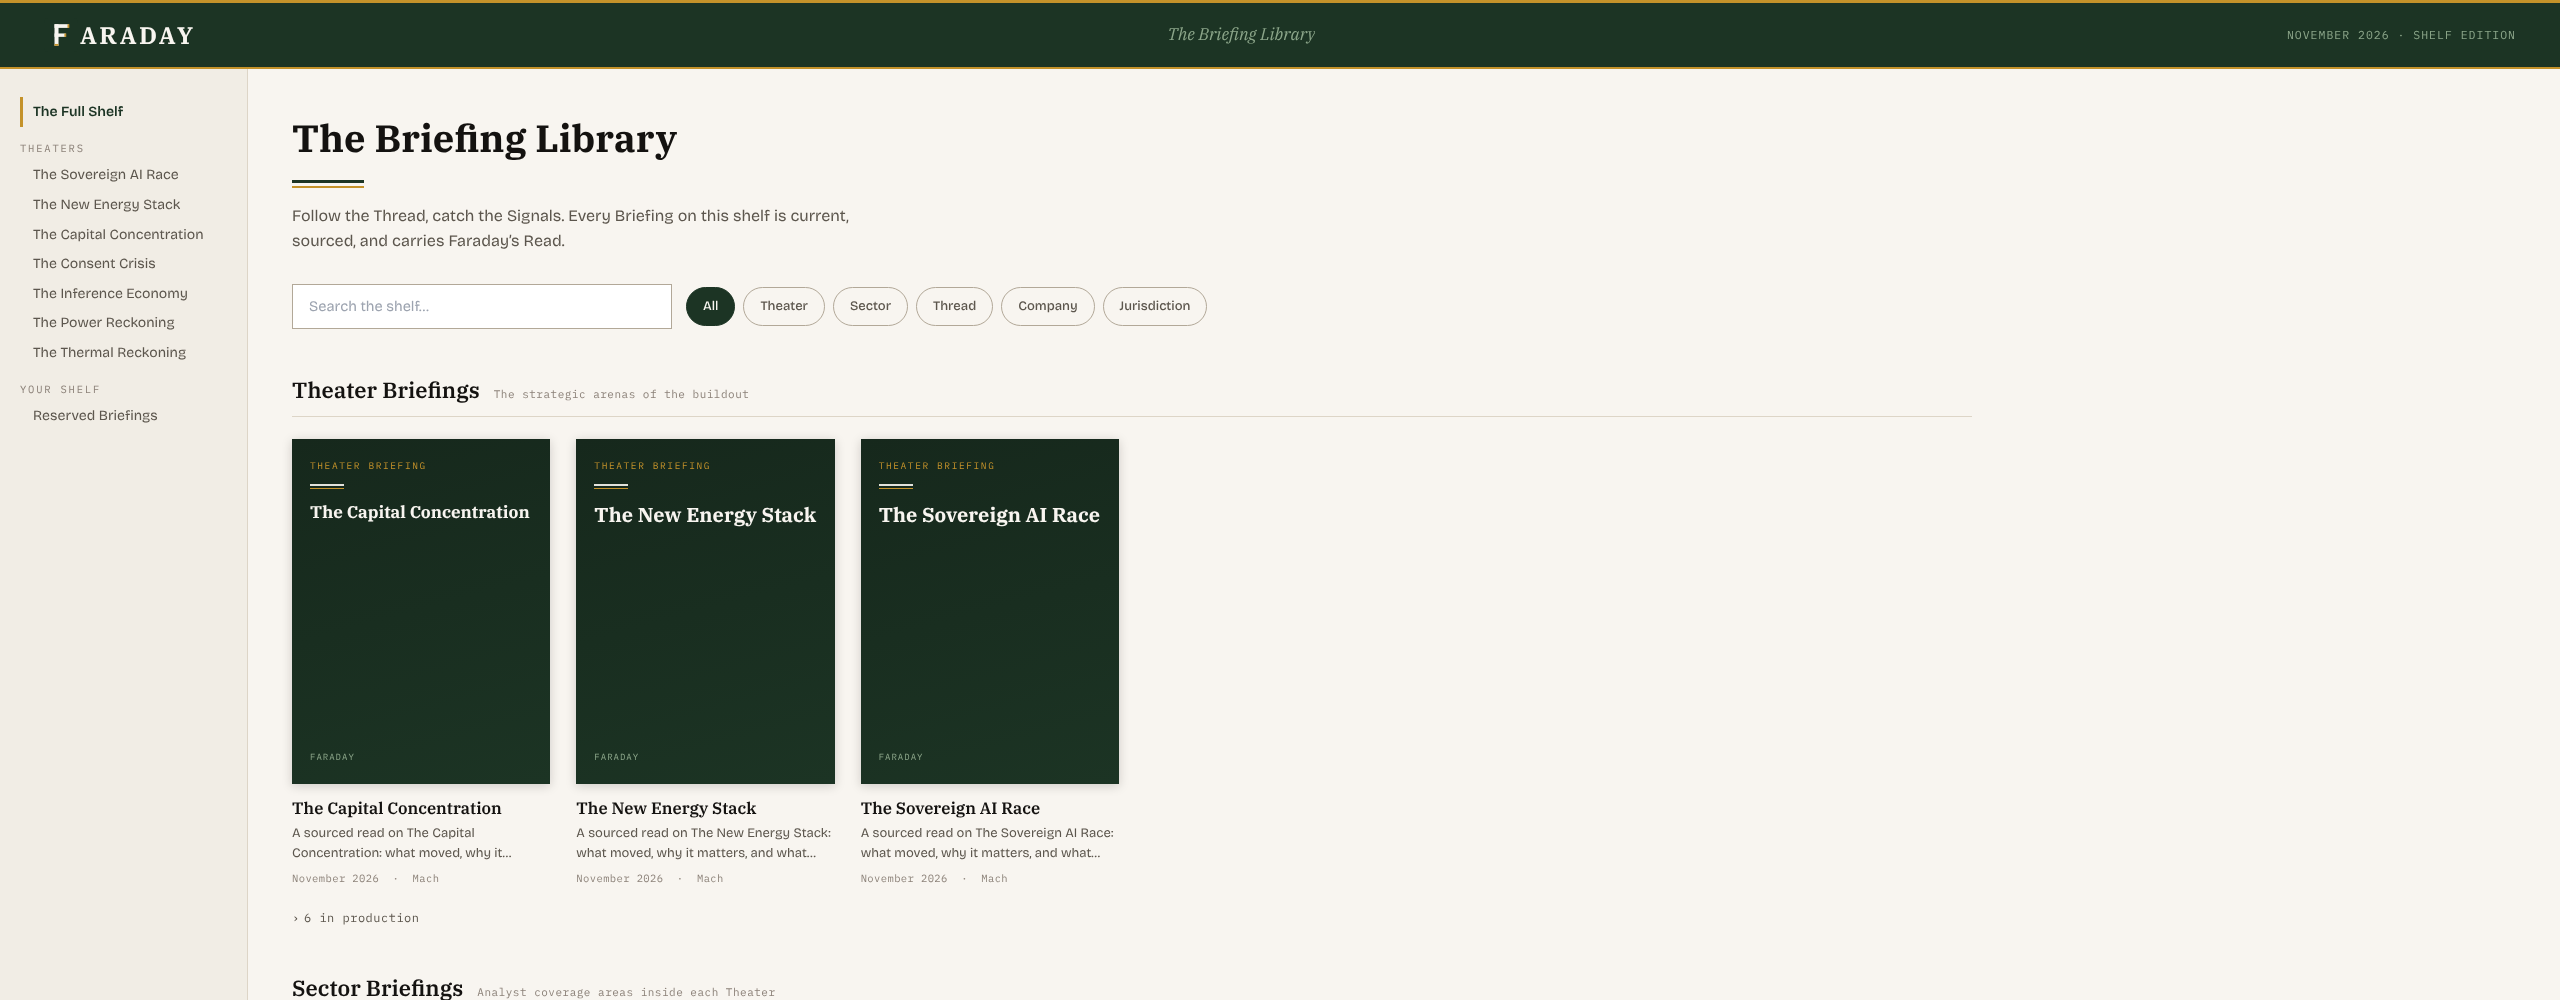 FARADAY
The Briefing Library
NOVEMBER 2026 · SHELF EDITION
The Full Shelf
THEATERS
The Sovereign AI Race
The New Energy Stack
The Capital Concentration
The Consent Crisis
The Inference Economy
The Power Reckoning
The Thermal Reckoning
YOUR SHELF
Reserved Briefings
The Briefing Library
Follow the Thread, catch the Signals. Every Briefing on this shelf is current,
sourced, and carries Faraday's Read.
Search the shelf...
All
Theater
Sector
Thread
Company
Jurisdiction
Theater Briefings
The strategic arenas of the buildout
THEATER BRIEFING
The Capital Concentration
FARADAY
The Capital Concentration
A sourced read on The Capital
Concentration: what moved, why it...
November 2026 · Mach
THEATER BRIEFING
The New Energy Stack
FARADAY
The New Energy Stack
A sourced read on The New Energy Stack:
what moved, why it matters, and what...
November 2026 · Mach
THEATER BRIEFING
The Sovereign AI Race
FARADAY
The Sovereign AI Race
A sourced read on The Sovereign AI Race:
what moved, why it matters, and what...
November 2026 · Mach
› 6 in production
Sector Briefings
Analyst coverage areas inside each Theater